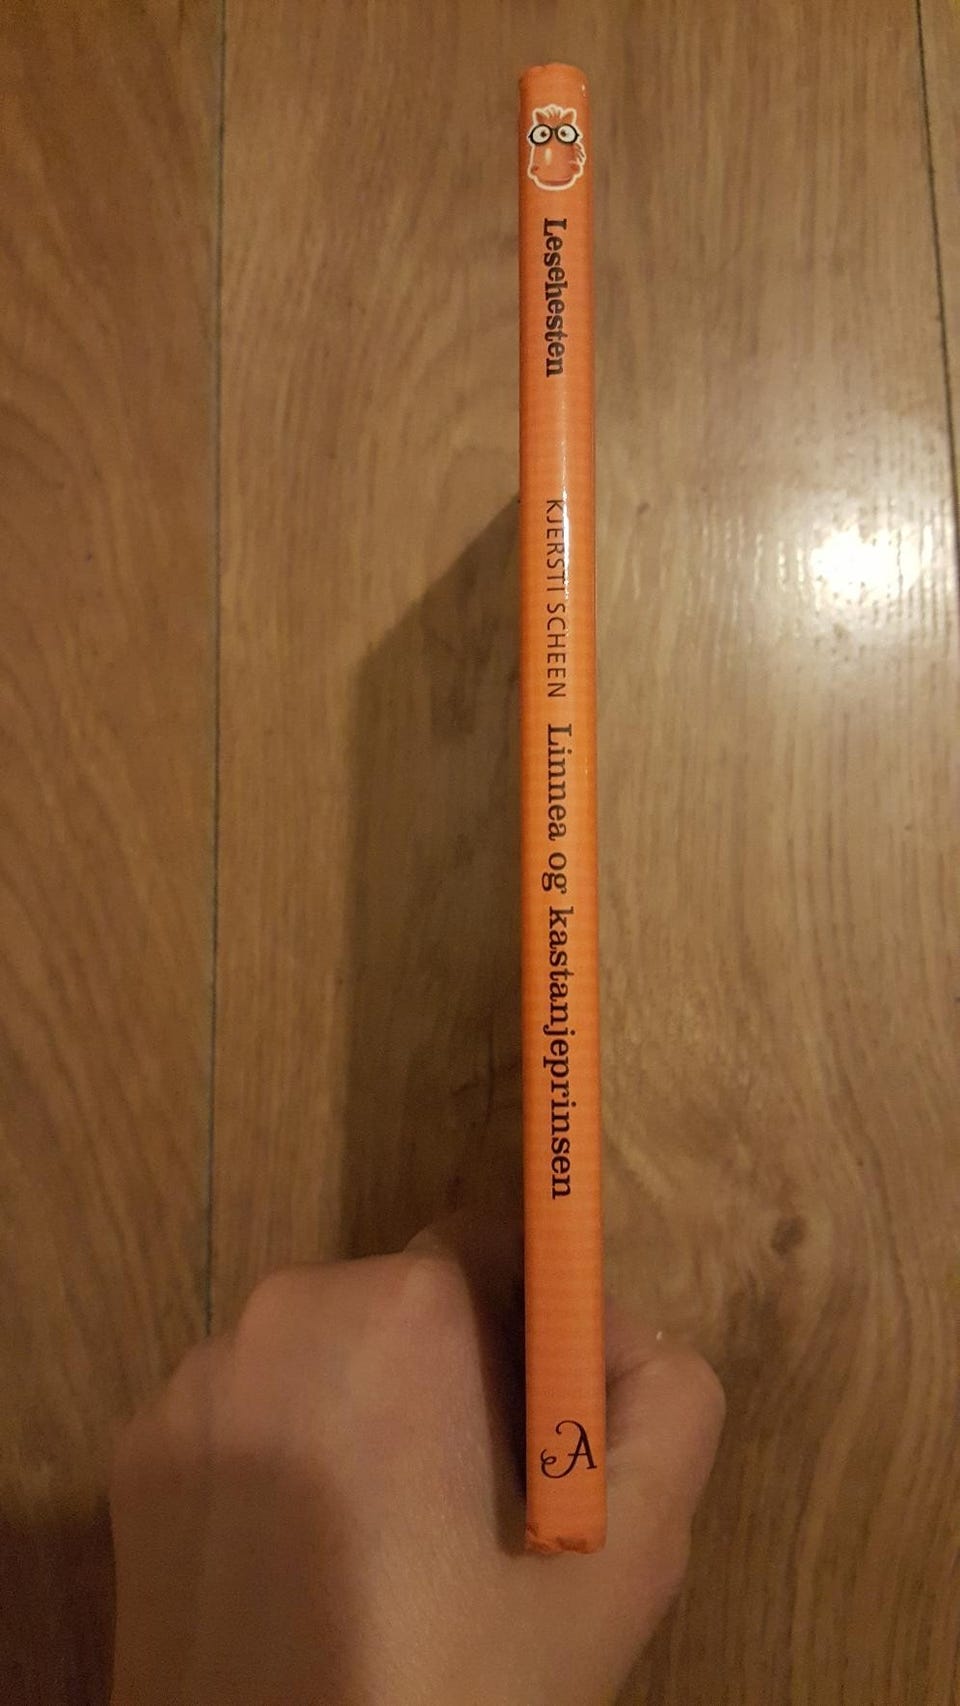 Lesehesten
KJERSTI SCHEEN Linnea og kastanjeprinsen
A